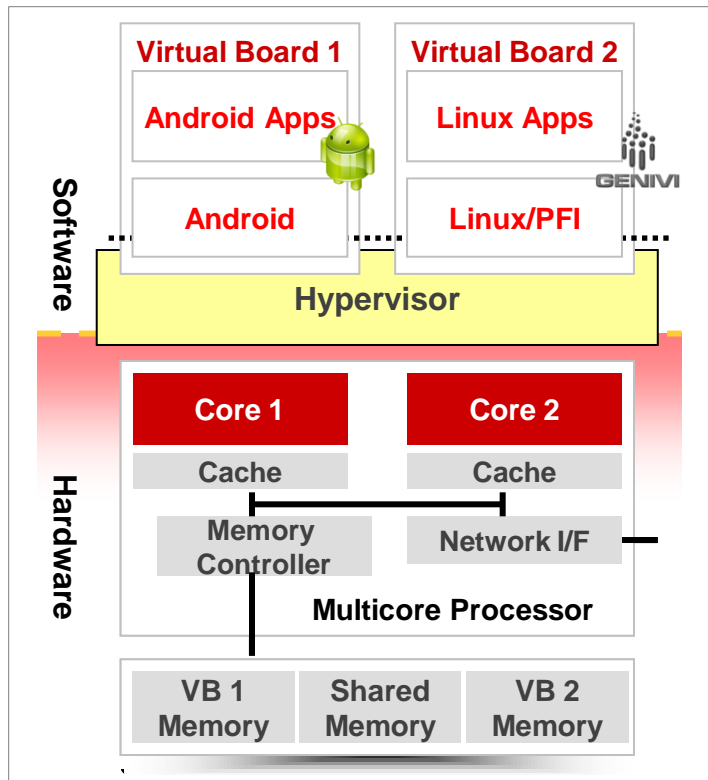 Virtual Board 1
Virtual Board 2
Android Apps
Linux Apps
GENIVI
Android
Linux/PFI
Software
Hypervisor
Core 1
Core 2
Cache
Cache
Memory
Controller
Network I/F
Hardware
Multicore Processor
VB 1
Memory
Shared
Memory
VB 2
Memory